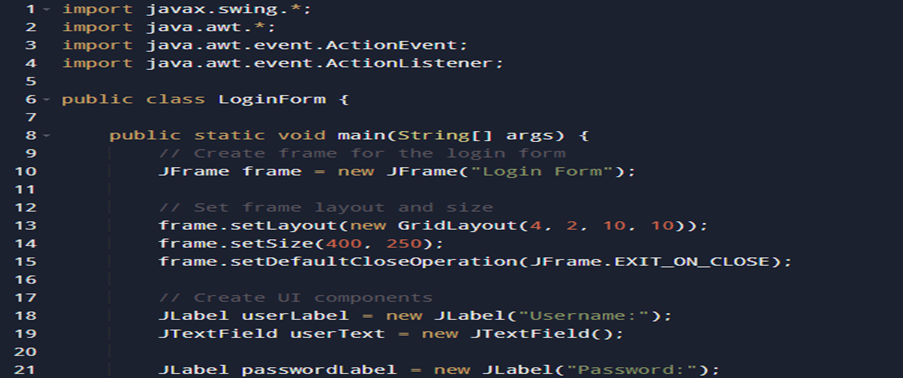 1 import javax.swing.*;
2 import java.awt.*;
3 import java.awt.event.ActionEvent;
4 import java.awt.event.ActionListener;
5
6 public class LoginForm {
7
8     public static void main(String[] args) {
9         // Create frame for the login form
10         JFrame frame = new JFrame("Login Form");
11
12         // Set frame layout and size
13         frame.setLayout(new GridLayout(4, 2, 10, 10));
14         frame.setSize(400, 250);
15         frame.setDefaultCloseOperation(JFrame.EXIT_ON_CLOSE);
16
17         // Create UI components
18         JLabel userLabel = new JLabel("Username:");
19         JTextField userText = new JTextField();
20
21         JLabel passwordLabel = new JLabel("Password:");